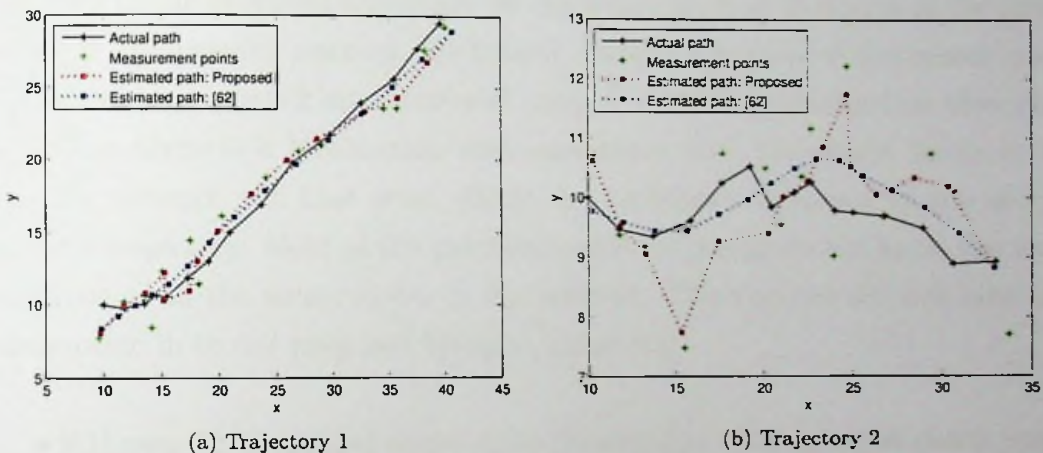 30
25
20
15
10
5
y
5 10 15 20 25 30 35 40 45
x
Actual path
Measurement points
Estimated path: Proposed
Estimated path: [62]
(a) Trajectory 1
13
12
11
10
9
8
7
y
10 15 20 25 30 35
x
Actual path
Measurement points
Estimated path: Proposed
Estimated path: [62]
(b) Trajectory 2